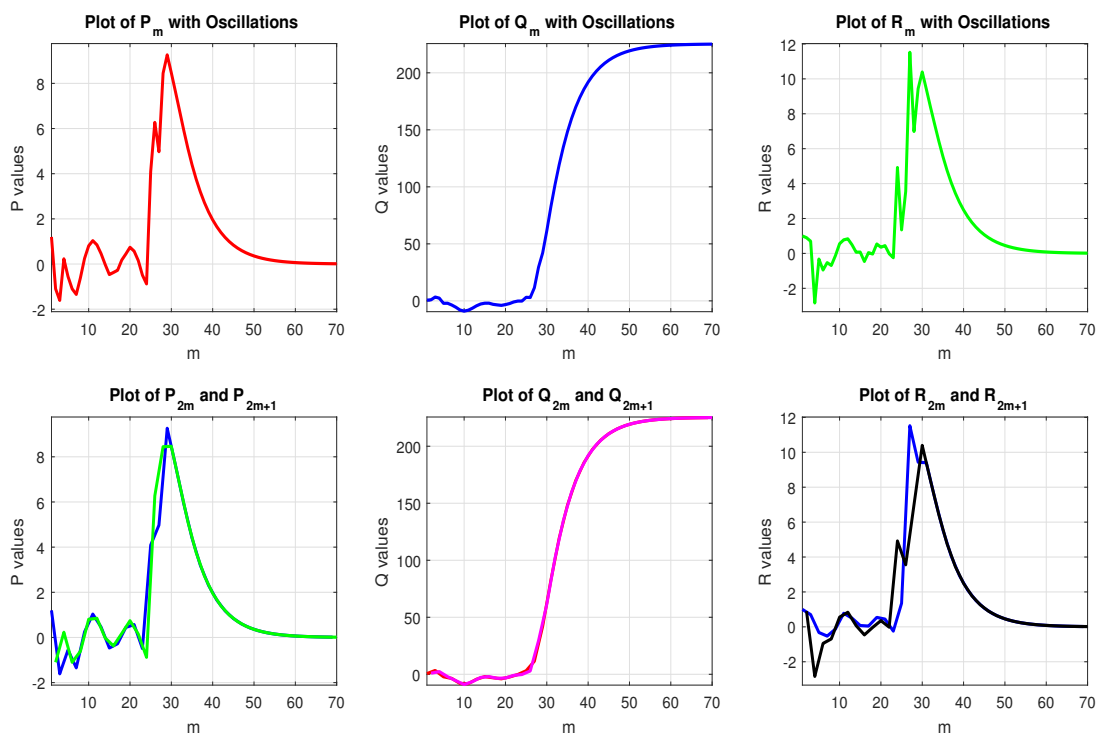 Plot of P_m with Oscillations
P values
8
6
4
2
0
-2
10 20 30 40 50 60 70
m
Plot of Q_m with Oscillations
Q values
200
150
100
50
0
10 20 30 40 50 60 70
m
Plot of R_m with Oscillations
R values
12
10
8
6
4
2
0
-2
10 20 30 40 50 60 70
m
Plot of P_2m and P_2m+1
P values
8
6
4
2
0
-2
10 20 30 40 50 60 70
m
Plot of Q_2m and Q_2m+1
Q values
200
150
100
50
0
10 20 30 40 50 60 70
m
Plot of R_2m and R_2m+1
R values
12
10
8
6
4
2
0
-2
10 20 30 40 50 60 70
m